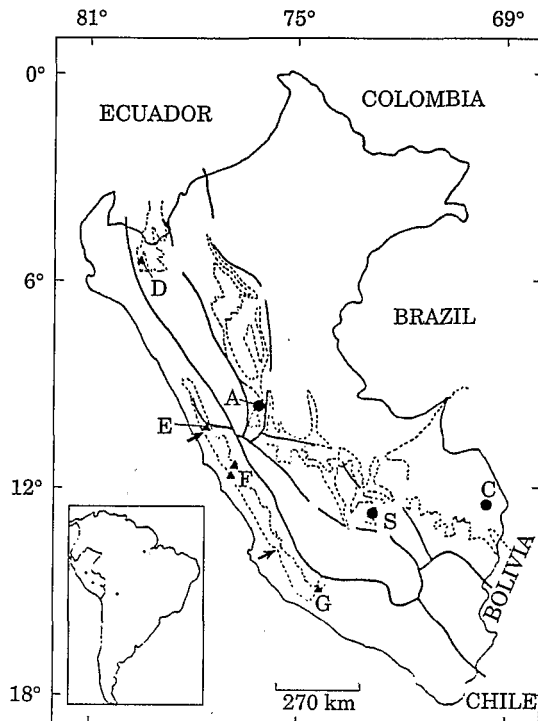 81° 75° 69°
0°
COLOMBIA
ECUADOR
6°
D
BRAZIL
A
E
F
12°
C
S
G
BOLIVIA
18°
270 km
CHILE